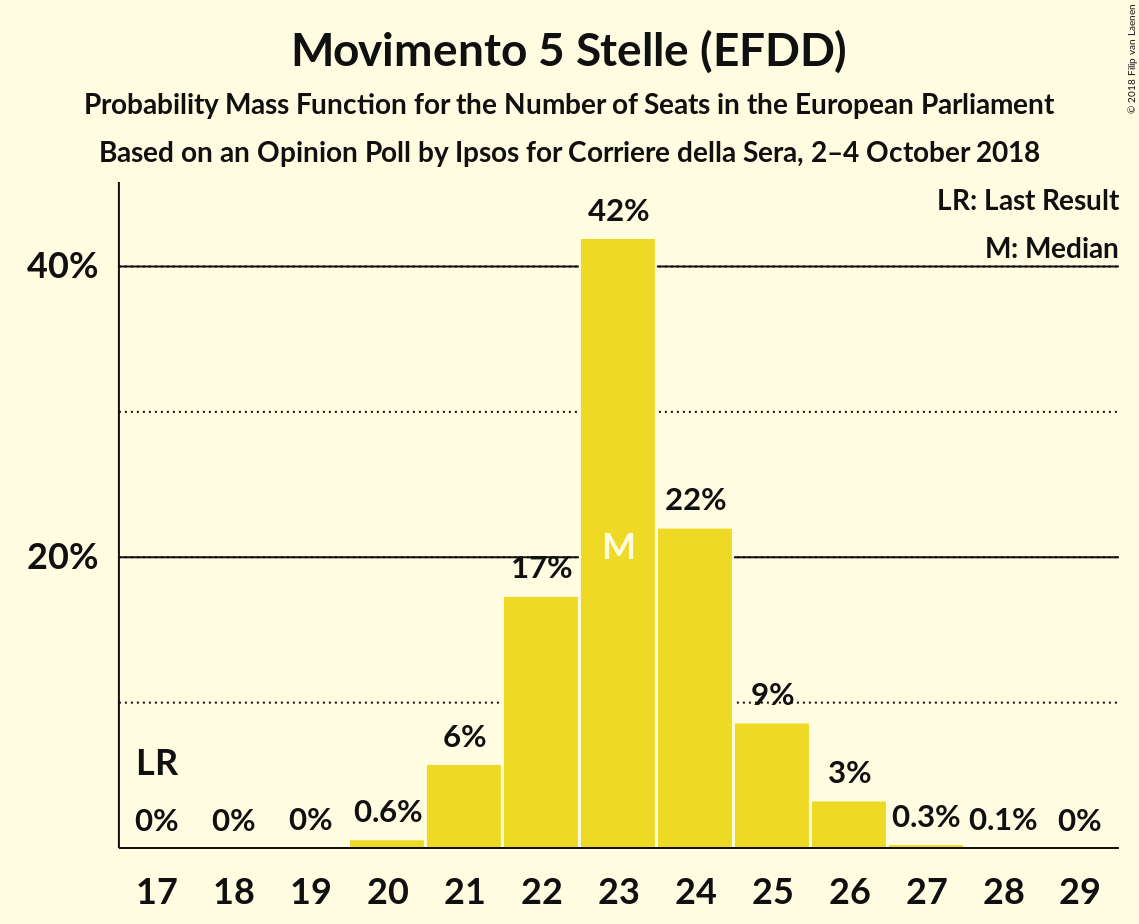 Movimento 5 Stelle (EFDD)
Probability Mass Function for the Number of Seats in the European Parliament
Based on an Opinion Poll by Ipsos for Corriere della Sera, 2–4 October 2018
© 2018 Filip van Laenen
LR: Last Result
M: Median
42%
40%
22%
M
20%
17%
9%
6%
LR
3%
0% 0% 0% 0.6% 0.3% 0.1% 0%
17 18 19 20 21 22 23 24 25 26 27 28 29